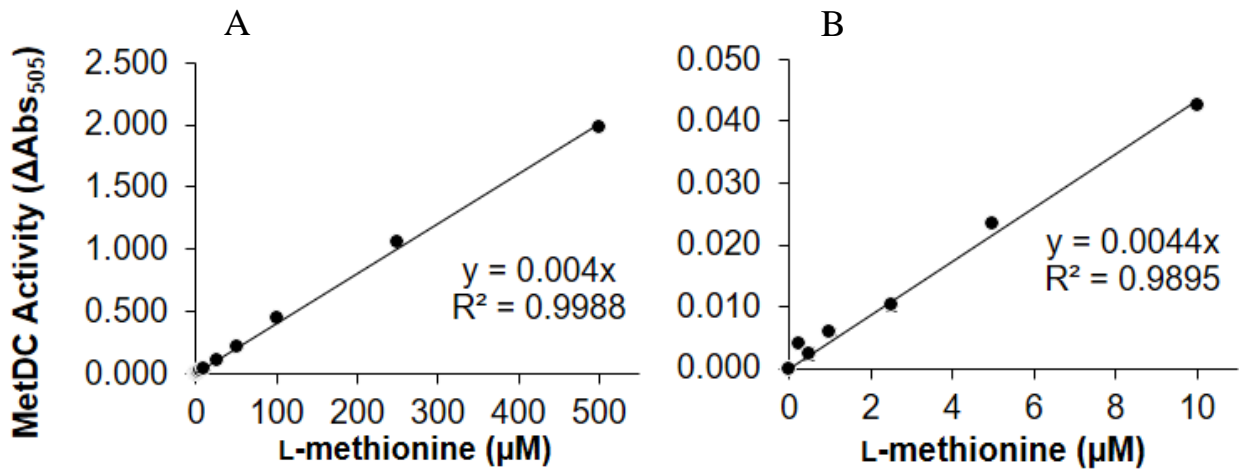 A
MetDC Activity (ΔAbs₅₀₅)
2.500
2.000
1.500
1.000
0.500
0.000
y = 0.004x
R² = 0.9988
0 100 200 300 400 500
L-methionine (µM)
B
0.050
0.040
0.030
0.020
0.010
0.000
y = 0.0044x
R² = 0.9895
0 2 4 6 8 10
L-methionine (µM)